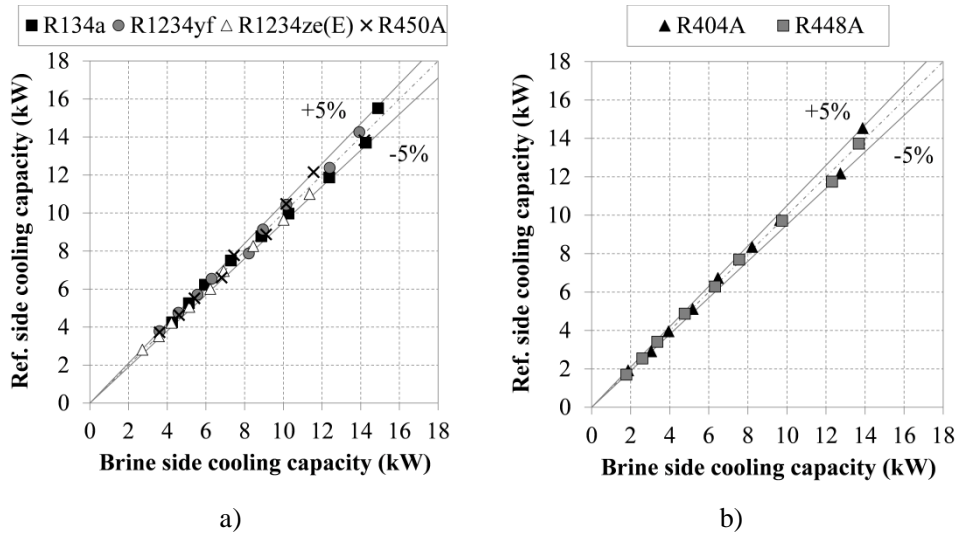 R134a R1234yf R1234ze(E) R450A
18
16
14
12
10
8
6
4
2
0
Ref. side cooling capacity (kW)
+5%
-5%
0 2 4 6 8 10 12 14 16 18
Brine side cooling capacity (kW)
a)
R404A R448A
18
16
14
12
10
8
6
4
2
0
Ref. side cooling capacity (kW)
+5%
-5%
0 2 4 6 8 10 12 14 16 18
Brine side cooling capacity (kW)
b)